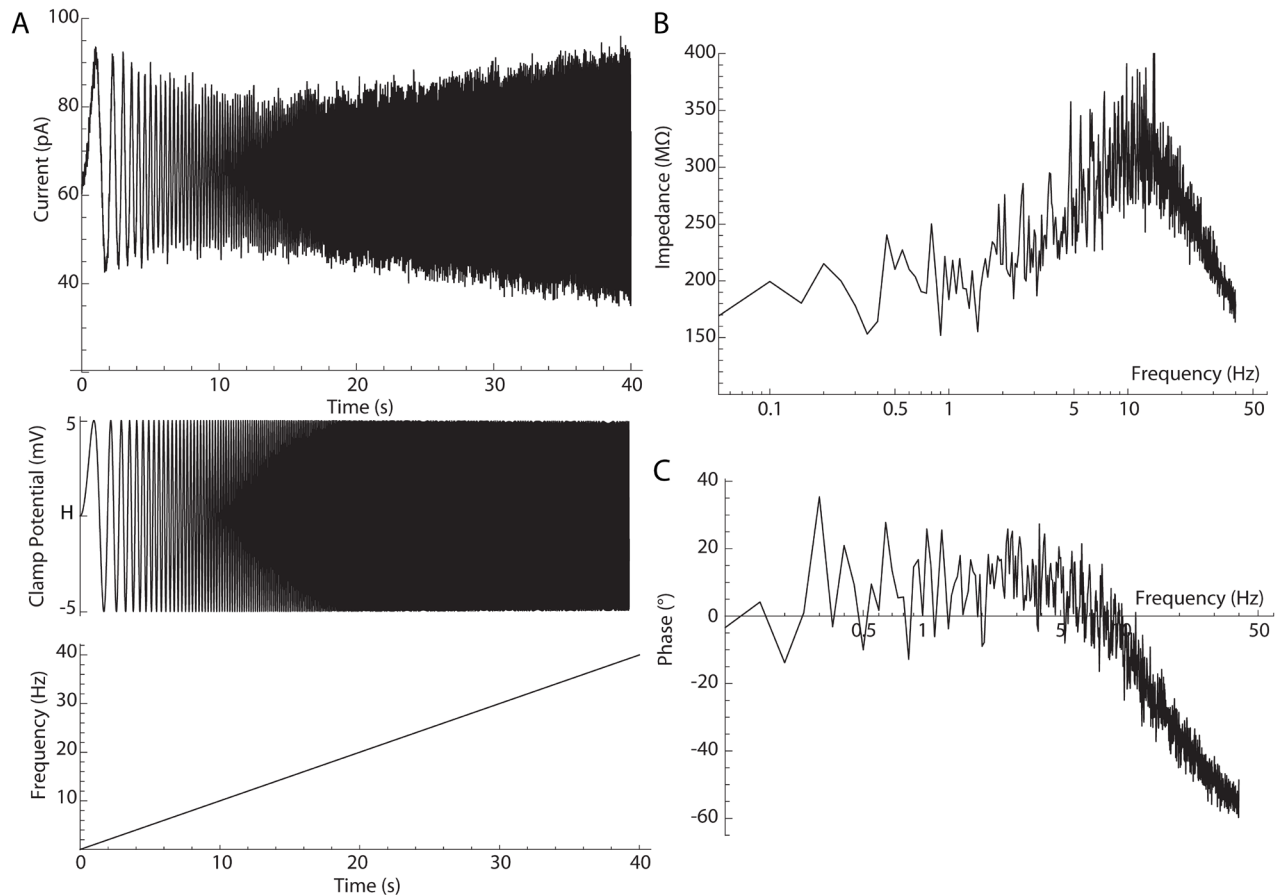 A
Current (pA)
100
80
60
40
0 10 20 30 40
Time (s)
Clamp Potential (mV)
5
H
-5
Frequency (Hz)
40
30
20
10
0 10 20 30 40
Time (s)
B
Impedance (MΩ)
400
350
300
250
200
150
Frequency (Hz)
0.1 0.5 1 5 10 50
C
Phase (°)
40
20
0
-20
-40
-60
Frequency (Hz)
0.5 1 5 10 50